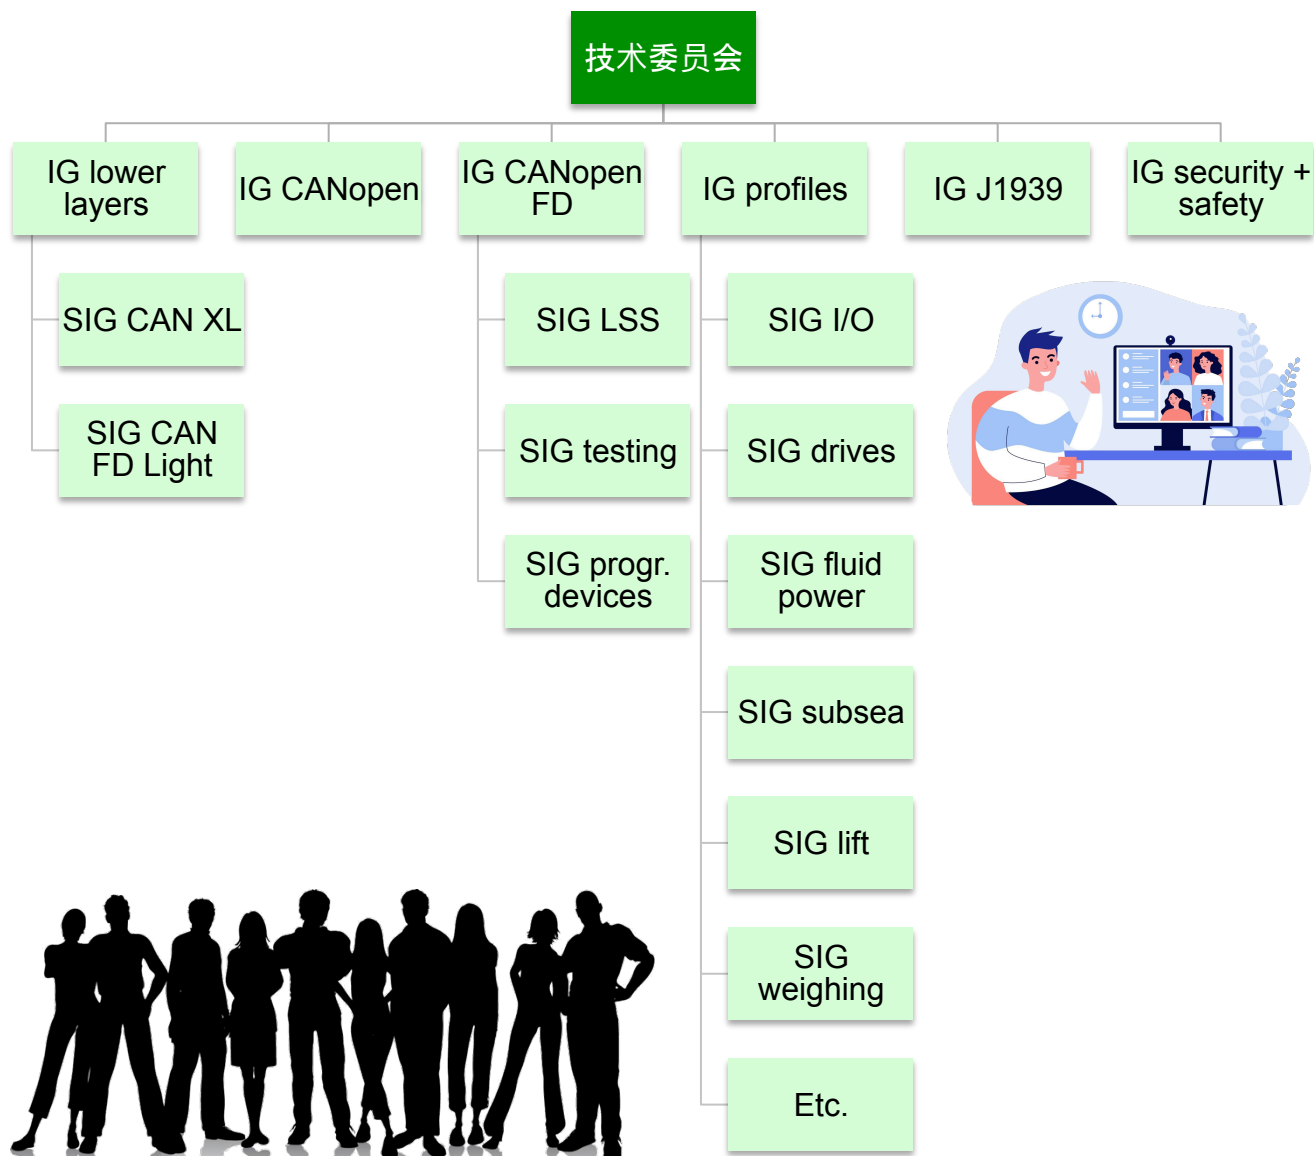 技术委员会
IG lower
layers
IG CANopen
IG CANopen
FD
IG profiles
IG J1939
IG security +
safety
SIG CAN XL
SIG CAN
FD Light
SIG LSS
SIG testing
SIG progr.
devices
SIG I/O
SIG drives
SIG fluid
power
SIG subsea
SIG lift
SIG
weighing
Etc.